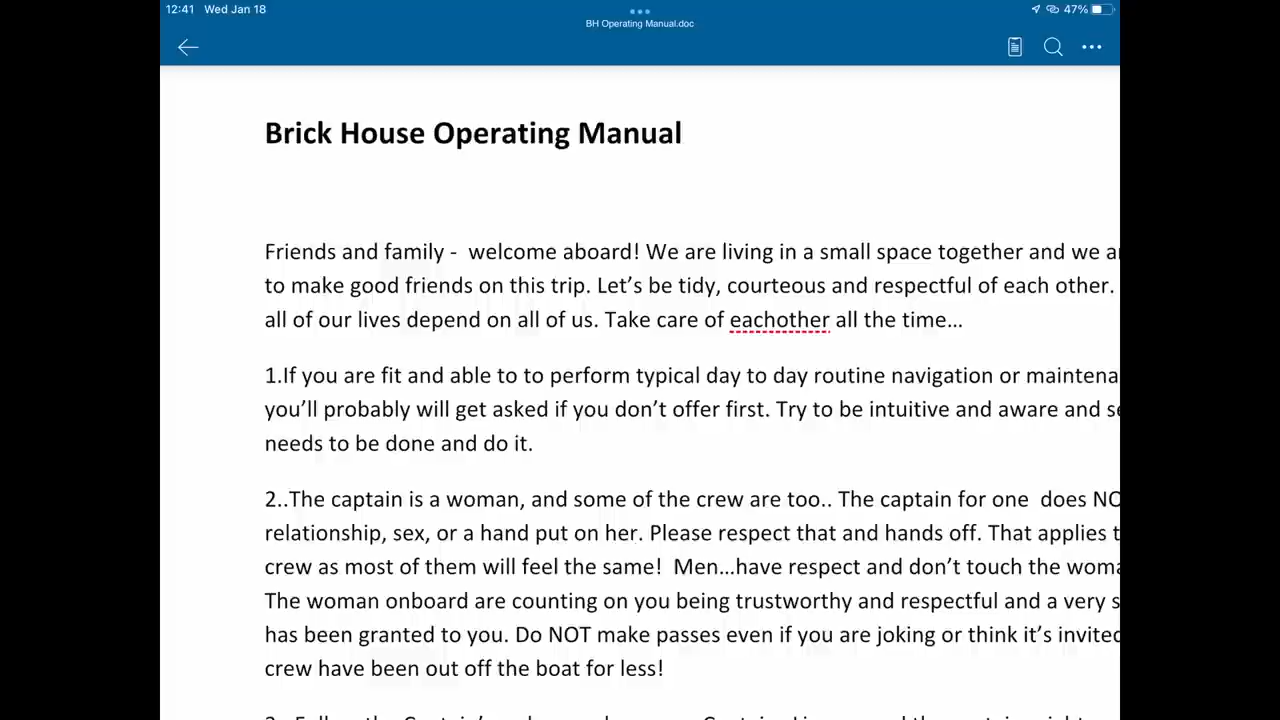 12:41 Wed Jan 18
47%
BH Operating Manual.doc
Brick House Operating Manual
Friends and family -  welcome aboard! We are living in a small space together and we
to make good friends on this trip. Let’s be tidy, courteous and respectful of each other.
all of our lives depend on all of us. Take care of eachother all the time…
1.If you are fit and able to to perform typical day to day routine navigation or
you’ll probably will get asked if you don’t offer first. Try to be intuitive and aware and
needs to be done and do it.
2..The captain is a woman, and some of the crew are too.. The captain for one  does
relationship, sex, or a hand put on her. Please respect that and hands off. That applies
crew as most of them will feel the same!  Men…have respect and don’t touch the
The woman onboard are counting on you being trustworthy and respectful and a very
has been granted to you. Do NOT make passes even if you are joking or think it’s invited
crew have been out off the boat for less!